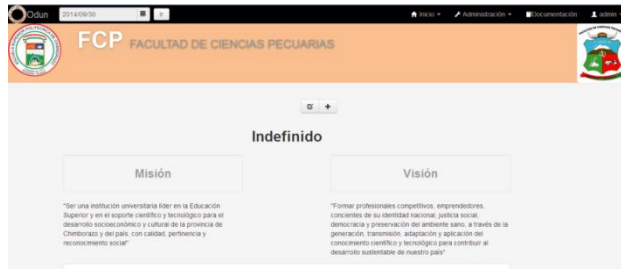 Odun 2014/09/30 Ir Inicio Administración Documentación admin
FCP FACULTAD DE CIENCIAS PECUARIAS
Indefinido
Misión
Visión
"Ser una institución universitaria líder en la Educación
Superior y en el soporte científico y tecnológico para el
desarrollo socioeconómico y cultural de la provincia de
Chimborazo y del país, con calidad, pertinencia y
reconocimiento social"
"Formar profesionales competitivos, emprendedores,
concientes de su identidad nacional, justicia social,
democracia y preservación del ambiente sano, a través de la
generación, transmisión, adaptación y aplicación del
conocimiento científico y tecnológico para contribuir al
desarrollo sustentable de nuestro país"